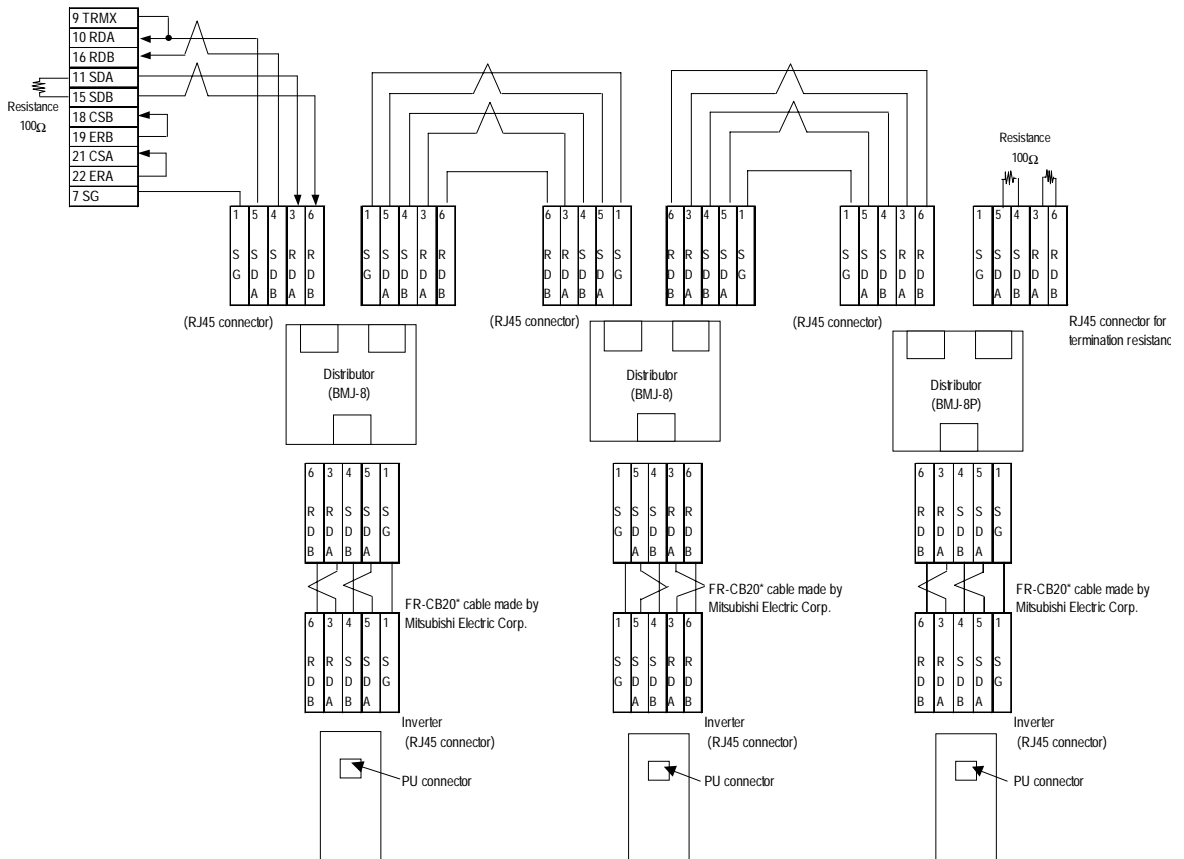 9 TRMX
10 RDA
16 RDB
11 SDA
15 SDB
18 CSB
19 ERB
21 CSA
22 ERA
7 SG
Resistance
100Ω
Resistance
100Ω
1 5 4 3 6
SG SDA SDB RDA RDB
1 5 4 3 6
SG SDA SDB RDA RDB
6 3 4 5 1
RDB RDA SDB SDA SG
6 3 4 5 1
RDB RDA SDB SDA SG
1 5 4 3 6
SG SDA SDB RDA RDB
1 5 4 3 6
SG SDA SDB RDA RDB
(RJ45 connector)
(RJ45 connector)
(RJ45 connector)
RJ45 connector for
termination resistanc
Distributor
(BMJ-8)
Distributor
(BMJ-8)
Distributor
(BMJ-8P)
6 3 4 5 1
RDB RDA SDB SDA SG
1 5 4 3 6
SG SDA SDB RDA RDB
6 3 4 5 1
RDB RDA SDB SDA SG
FR-CB20* cable made by
Mitsubishi Electric Corp.
FR-CB20* cable made by
Mitsubishi Electric Corp.
FR-CB20* cable made by
Mitsubishi Electric Corp.
6 3 4 5 1
RDB RDA SDB SDA SG
1 5 4 3 6
SG SDA SDB RDA RDB
6 3 4 5 1
RDB RDA SDB SDA SG
Inverter
(RJ45 connector)
Inverter
(RJ45 connector)
Inverter
(RJ45 connector)
PU connector
PU connector
PU connector